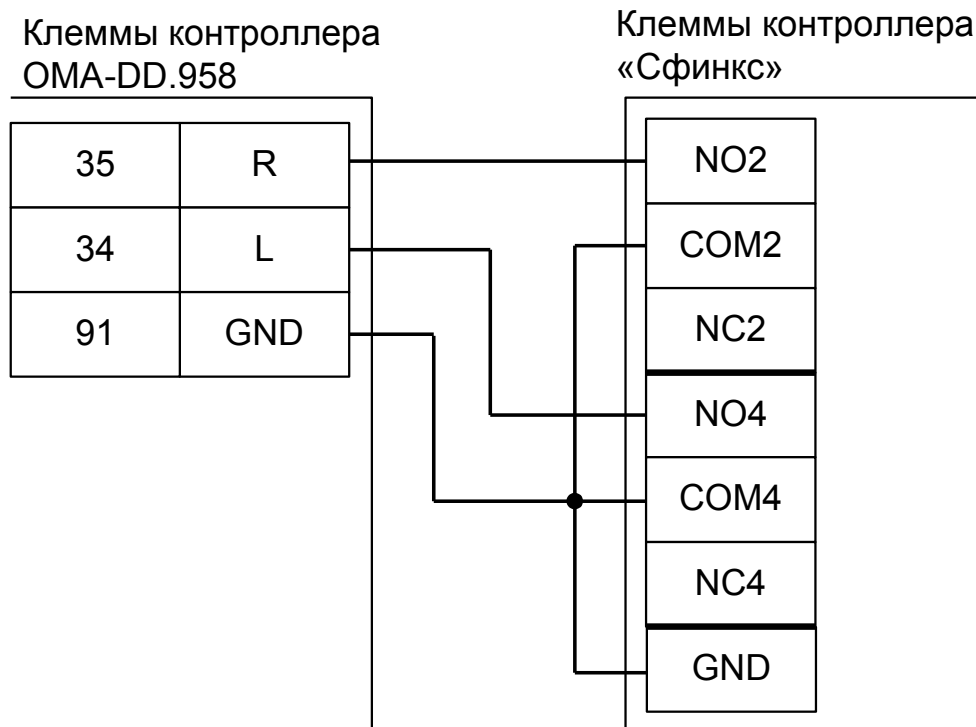 Клеммы контроллера
OMA-DD.958
Клеммы контроллера
«Сфинкс»
35 R
34 L
91 GND
NO2
COM2
NC2
NO4
COM4
NC4
GND